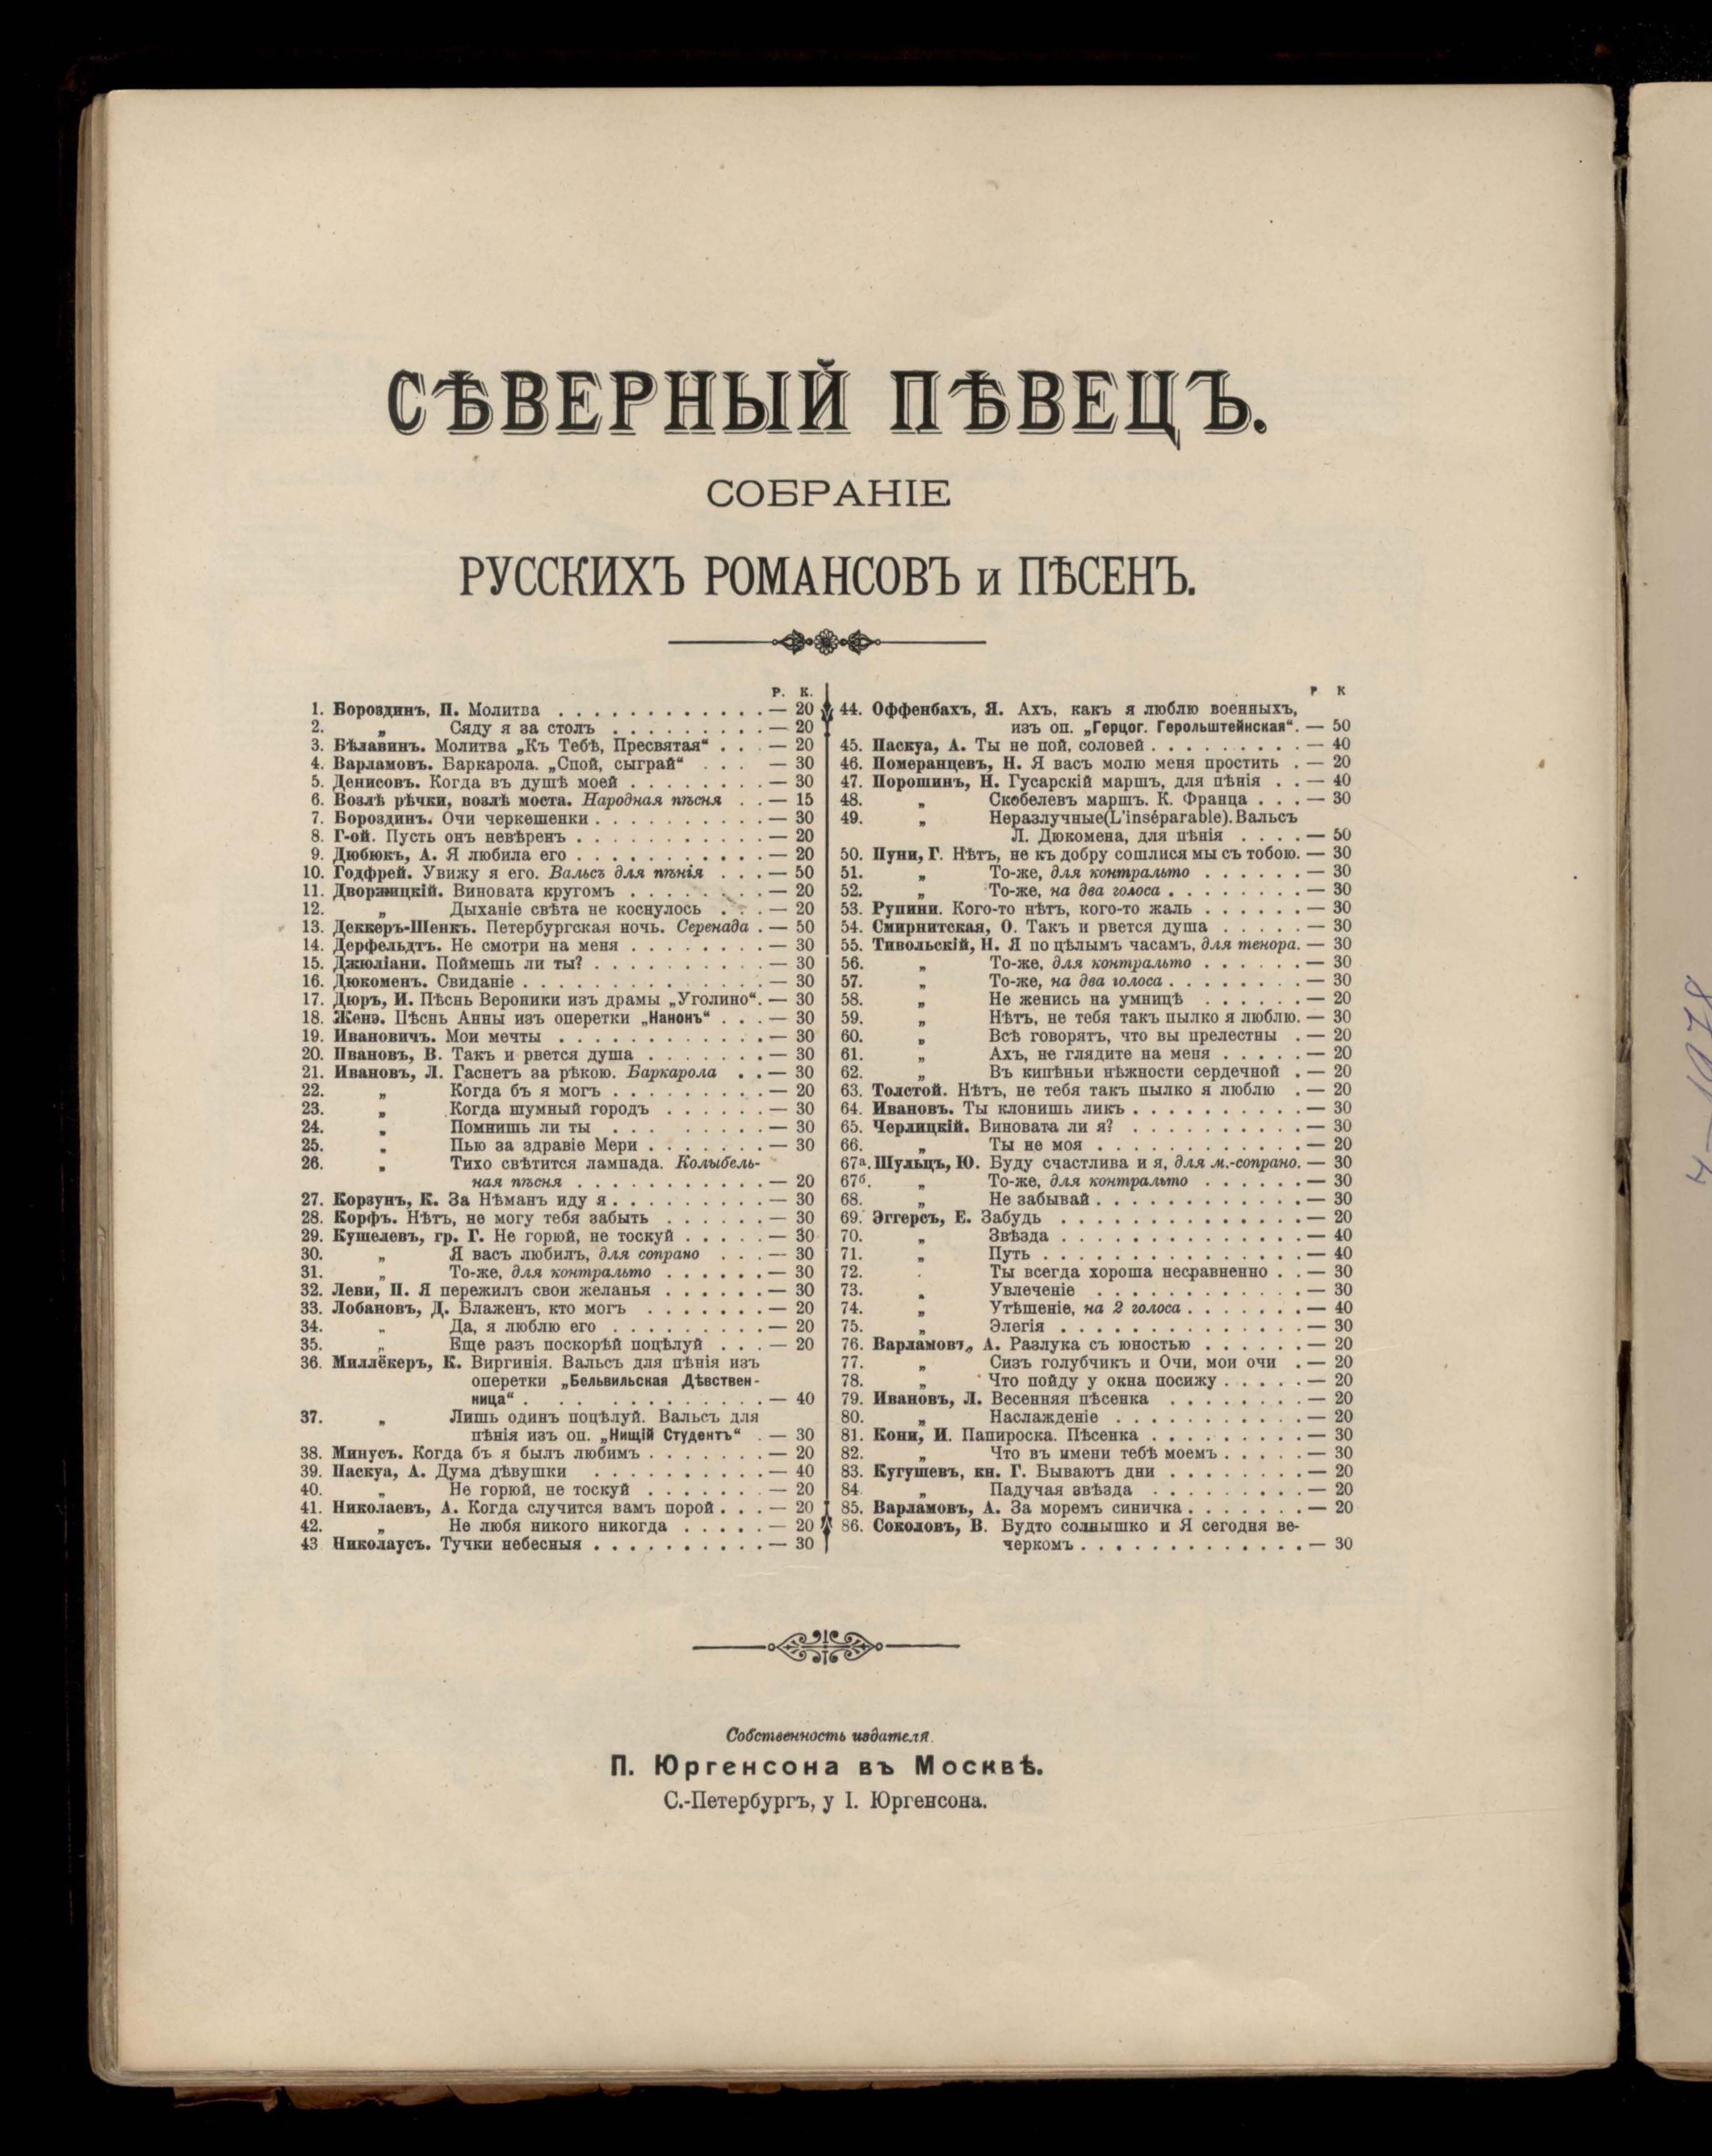 СѢВЕРНЫЙ ПѢВЕЦЪ.
СОБРАНІЕ
РУССКИХЪ РОМАНСОВЪ и ПѢСЕНЪ.
Р. К.
1. Бороздинъ, П. Молитва . . . . . . . . . . . . — 20
2. „ Сяду я за столъ . . . . . . . . . — 20
3. Бѣлавинъ. Молитва „Къ Тебѣ, Пресвятая“ . . . — 20
4. Варламовъ. Баркарола. „Спой, сыграй“ . . . — 30
5. Денисовъ. Когда въ душѣ моей . . . . . . . . — 30
6. Возлѣ рѣчки, возлѣ моста. Народная пѣсня . . — 15
7. Бороздинъ. Очи черкешенки . . . . . . . . . . — 30
8. Г-ой. Пусть онъ невѣренъ . . . . . . . . . . . — 20
9. Дюбюкъ, А. Я любила его . . . . . . . . . . . — 20
10. Годфрей. Увижу я его. Вальсъ для пѣнія . . . — 50
11. Дворжицкій. Виновата кругомъ . . . . . . . . — 20
12. „ Дыханіе свѣта не коснулось . . . — 20
13. Деккеръ-Шенкъ. Петербургская ночь. Серенада . — 50
14. Дерфельдтъ. Не смотри на меня . . . . . . . . — 30
15. Джюліани. Поймешь ли ты? . . . . . . . . . . — 30
16. Дюкоменъ. Свиданіе . . . . . . . . . . . . . . — 30
17. Дюръ, И. Пѣснь Вероники изъ драмы „Уголино“. — 30
18. Женэ. Пѣснь Анны изъ оперетки „Нанонъ“ . . . — 30
19. Ивановичъ. Мои мечты . . . . . . . . . . . . — 30
20. Ивановъ, В. Такъ и рвется душа . . . . . . . — 30
21. Ивановъ, Л. Гаснетъ за рѣкою. Баркарола . . — 30
22. „ Когда бъ я могъ . . . . . . . . . — 20
23. „ Когда шумный городъ . . . . . . — 30
24. „ Помнишь ли ты . . . . . . . . — 30
25. „ Пью за здравіе Мери . . . . . . . — 30
26. „ Тихо свѣтится лампада. Колыбель-
ная пѣсня . . . . . . . . . . . — 20
27. Корзунъ, К. За Нѣманъ иду я . . . . . . . . . — 30
28. Корфъ. Нѣтъ, не могу тебя забыть . . . . . . — 30
29. Кушелевъ, гр. Г. Не горюй, не тоскуй . . . . . — 30
30. „ Я васъ любилъ, для сопрано . . . — 30
31. „ То-же, для контральто . . . . . . — 30
32. Леви, П. Я пережилъ свои желанья . . . . . . — 30
33. Лобановъ, Д. Блаженъ, кто могъ . . . . . . . — 20
34. „ Да, я люблю его . . . . . . . . . — 20
35. „ Еще разъ поскорѣй поцѣлуй . . . — 20
36. Миллёкеръ, К. Виргинія. Вальсъ для пѣнія изъ
оперетки „Бельвильская Дѣвствен-
ница“ . . . . . . . . . . . . . — 40
37. „ Лишь одинъ поцѣлуй. Вальсъ для
пѣнія изъ оп. „Нищій Студентъ“ . — 30
38. Минусъ. Когда бъ я былъ любимъ . . . . . . . — 20
39. Паскуа, А. Дума дѣвушки . . . . . . . . . . — 40
40. „ Не горюй, не тоскуй . . . . . . . — 20
41. Николаевъ, А. Когда случится вамъ порой . . . — 20
42. „ Не любя никого никогда . . . . . — 20
43 Николаусъ. Тучки небесныя . . . . . . . . . . — 30
Р К
44. Оффенбахъ, Я. Ахъ, какъ я люблю военныхъ,
изъ оп. „Герцог. Герольштейнская“. — 50
45. Паскуа, А. Ты не пой, соловей . . . . . . . . . — 40
46. Померанцевъ, Н. Я васъ молю меня простить . — 20
47. Порошинъ, Н. Гусарскій маршъ, для пѣнія . . — 40
48. „ Скобелевъ маршъ. К. Франца . . . — 30
49. „ Неразлучные(L'inséparable). Вальсъ
Л. Дюкомена, для пѣнія . . . . — 50
50. Пуни, Г. Нѣтъ, не къ добру сошлися мы съ тобою. — 30
51. „ То-же, для контральто . . . . . . — 30
52. „ То-же, на два голоса . . . . . . . . — 30
53. Рупини. Кого-то нѣтъ, кого-то жаль . . . . . . — 30
54. Смирнитская, О. Такъ и рвется душа . . . . . — 30
55. Тивольскій, Н. Я по цѣлымъ часамъ, для тенора. — 30
56. „ То-же, для контральто . . . . . . — 30
57. „ То-же, на два голоса . . . . . . . . — 30
58. „ Не женись на умницѣ . . . . . . — 20
59. „ Нѣтъ, не тебя такъ пылко я люблю. — 30
60. „ Всѣ говорятъ, что вы прелестны . — 20
61. „ Ахъ, не глядите на меня . . . . . — 20
62. „ Въ кипѣньи нѣжности сердечной . — 20
63. Толстой. Нѣтъ, не тебя такъ пылко я люблю . — 20
64. Ивановъ. Ты клонишь ликъ . . . . . . . . . . — 30
65. Черлицкій. Виновата ли я? . . . . . . . . . . — 30
66. „ Ты не моя . . . . . . . . . . . . . — 20
67а. Шульцъ, Ю. Буду счастлива и я, для м.-сопрано. — 30
67б. „ То-же, для контральто . . . . . . — 30
68. „ Не забывай . . . . . . . . . . . . — 30
69. Эггерсъ, Е. Забудь . . . . . . . . . . . . . . — 20
70. „ Звѣзда . . . . . . . . . . . . . . — 40
71. „ Путь . . . . . . . . . . . . . . . — 40
72. . Ты всегда хороша несравненно . . — 30
73. „ Увлеченіе . . . . . . . . . . . . — 30
74. „ Утѣшеніе, на 2 голоса . . . . . . . — 40
75. „ Элегія . . . . . . . . . . . . . . — 30
76. Варламовъ, А. Разлука съ юностью . . . . . . — 20
77. „ Сизъ голубчикъ и Очи, мои очи . — 20
78. „ Что пойду у окна посижу . . . . . — 20
79. Ивановъ, Л. Весенняя пѣсенка . . . . . . . . — 20
80. „ Наслажденіе . . . . . . . . . . . — 20
81. Кони, И. Папироска. Пѣсенка . . . . . . . . . — 30
82. „ Что въ имени тебѣ моемъ . . . . . — 30
83. Кугушевъ, кн. Г. Бываютъ дни . . . . . . . . — 20
84 „ Падучая звѣзда . . . . . . . . . — 20
85. Варламовъ, А. За моремъ синичка . . . . . . . — 20
86. Соколовъ, В. Будто солнышко и Я сегодня ве-
черкомъ . . . . . . . . . . . . . — 30
Собственность издателя.
П. Юргенсона въ Москвѣ.
С.-Петербургъ, у І. Юргенсона.